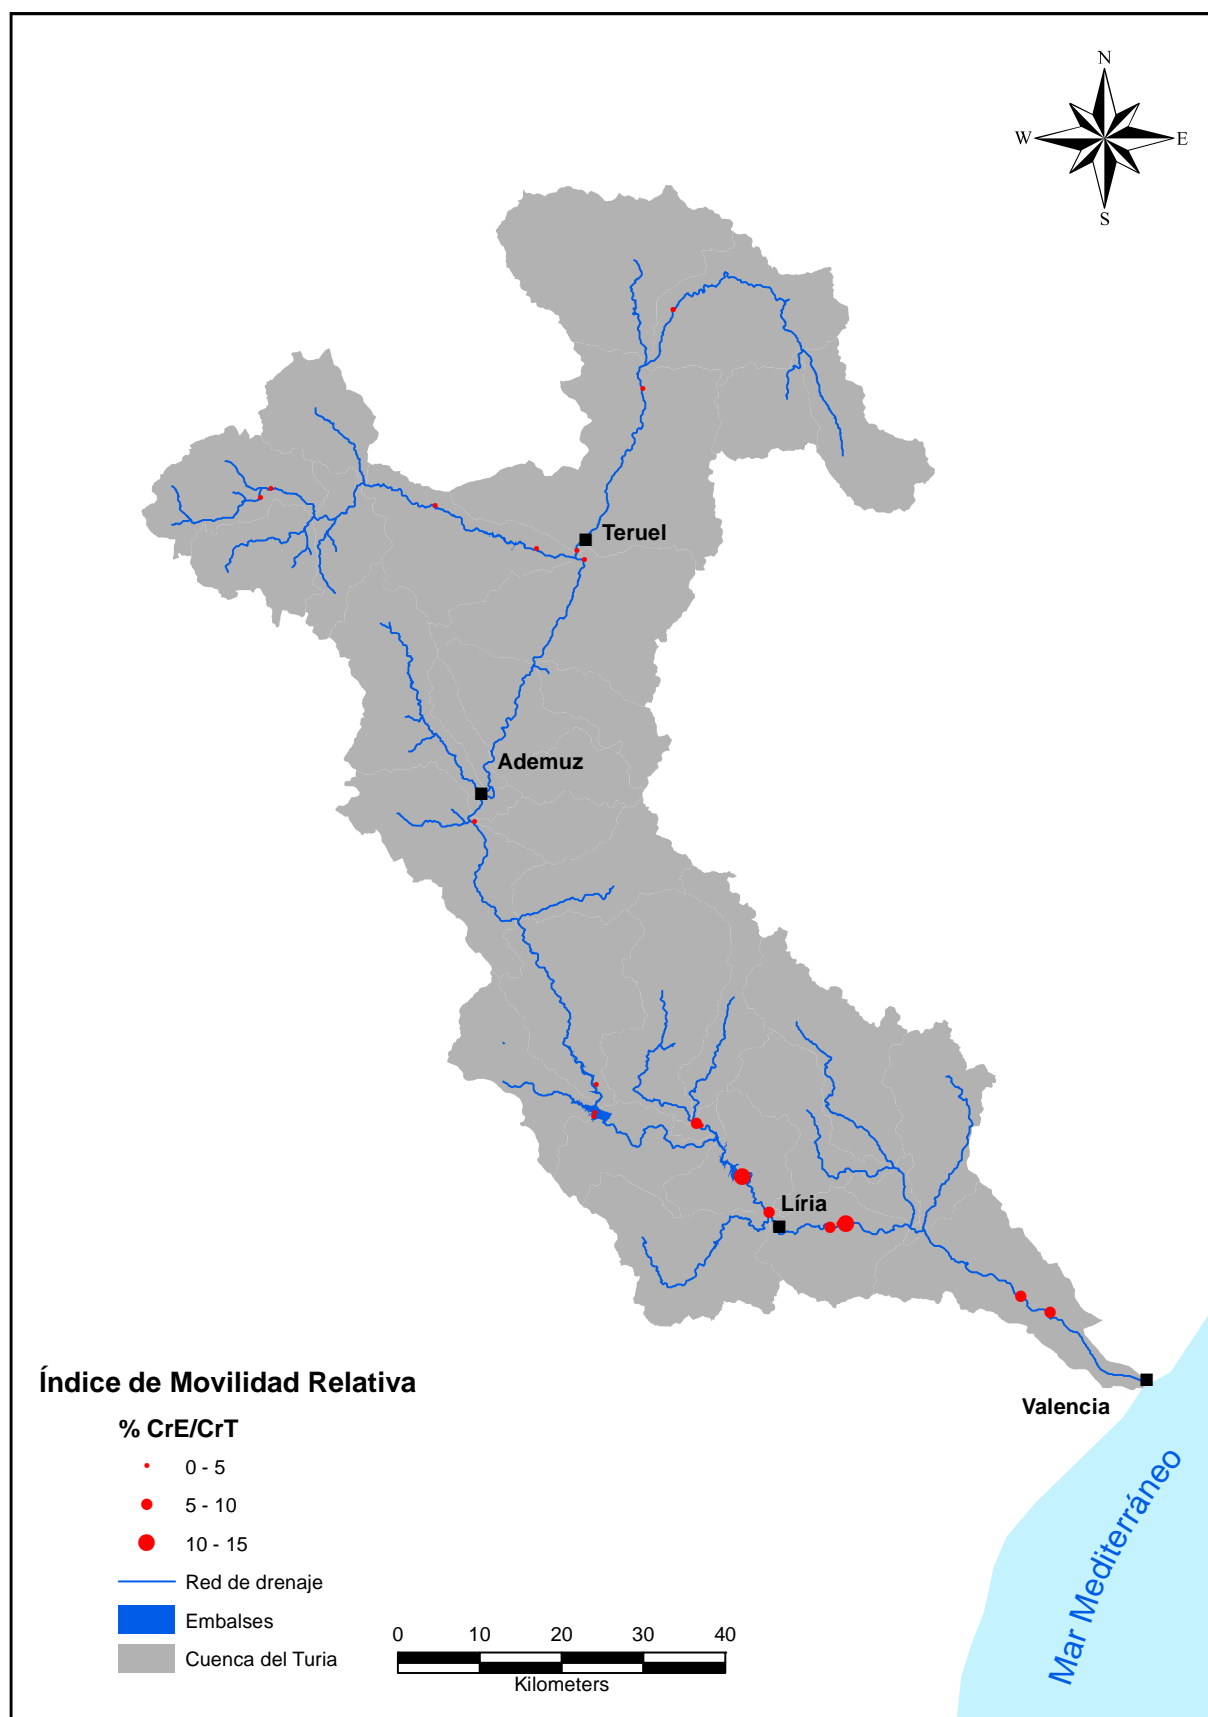 N
W
E
S
Teruel
Ademuz
Líria
Valencia
Mar Mediterráneo
Índice de Movilidad Relativa
% CrE/CrT
0 - 5
5 - 10
10 - 15
Red de drenaje
Embalses
Cuenca del Turia
0 10 20 30 40
Kilometers